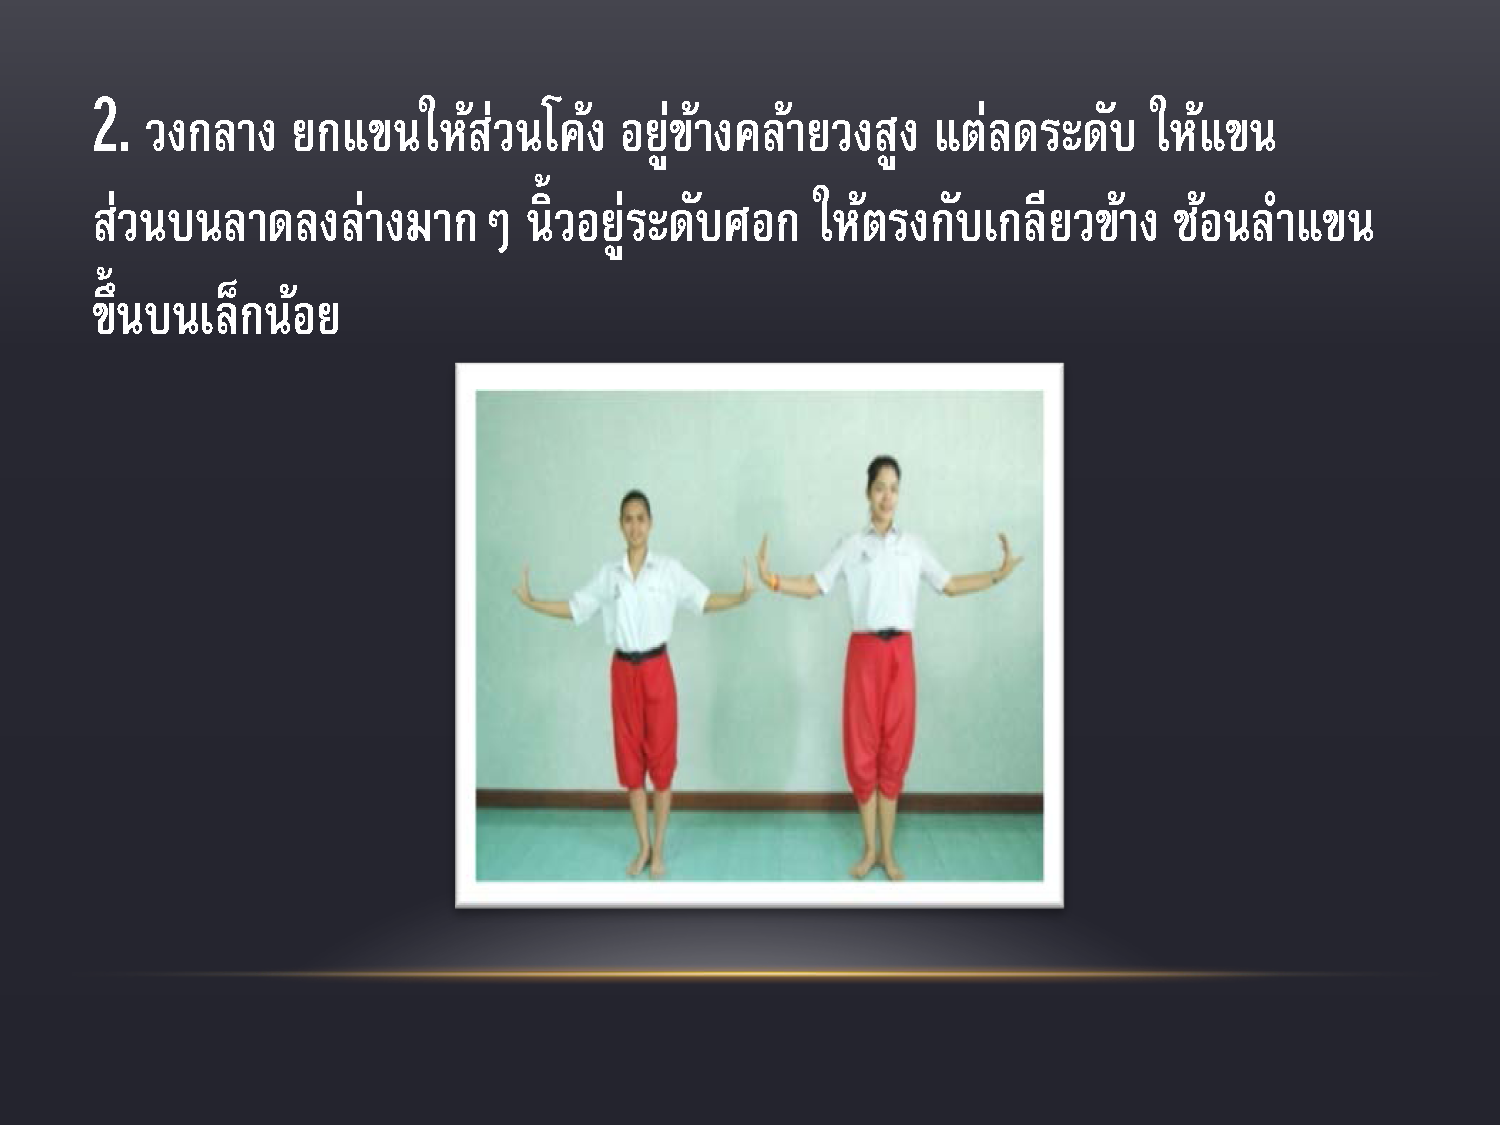 2. วงกลาง ยกแขนให้ส่วนโค้ง อยู่ข้างคล้ายวงสูง แต่ลดระดับ ให้แขน
ส่วนบนลาดลงล่างมาก ๆ นิ้วอยู่ระดับศอก ให้ตรงกับเกลียวข้าง ช้อนลำแขน
ขึ้นบนเล็กน้อย